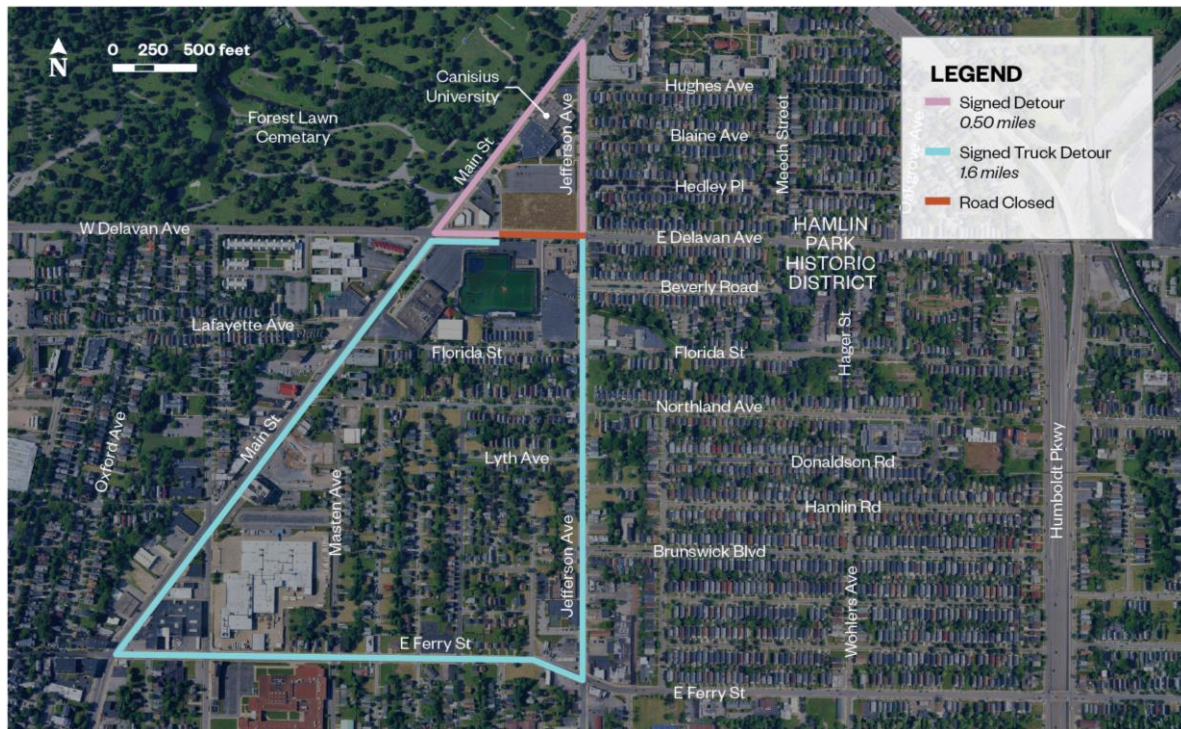 N
0 250 500 feet
Canisius
University
Forest Lawn
Cemetary
Main St
Jefferson Ave
Hughes Ave
Blaine Ave
Meech Street
Hedley Pl
W Delavan Ave
E Delavan Ave
HAMLIN
PARK
HISTORIC
DISTRICT
Beverly Road
Lafayette Ave
Florida St
Florida St
Hager St
Northland Ave
Main St
Oxford Ave
Lyth Ave
Donaldson Rd
Masten Ave
Hamlin Rd
Humboldt Pkwy
Brunswick Blvd
Jefferson Ave
Wohlers Ave
E Ferry St
E Ferry St
LEGEND
Signed Detour
0.50 miles
Signed Truck Detour
1.6 miles
Road Closed